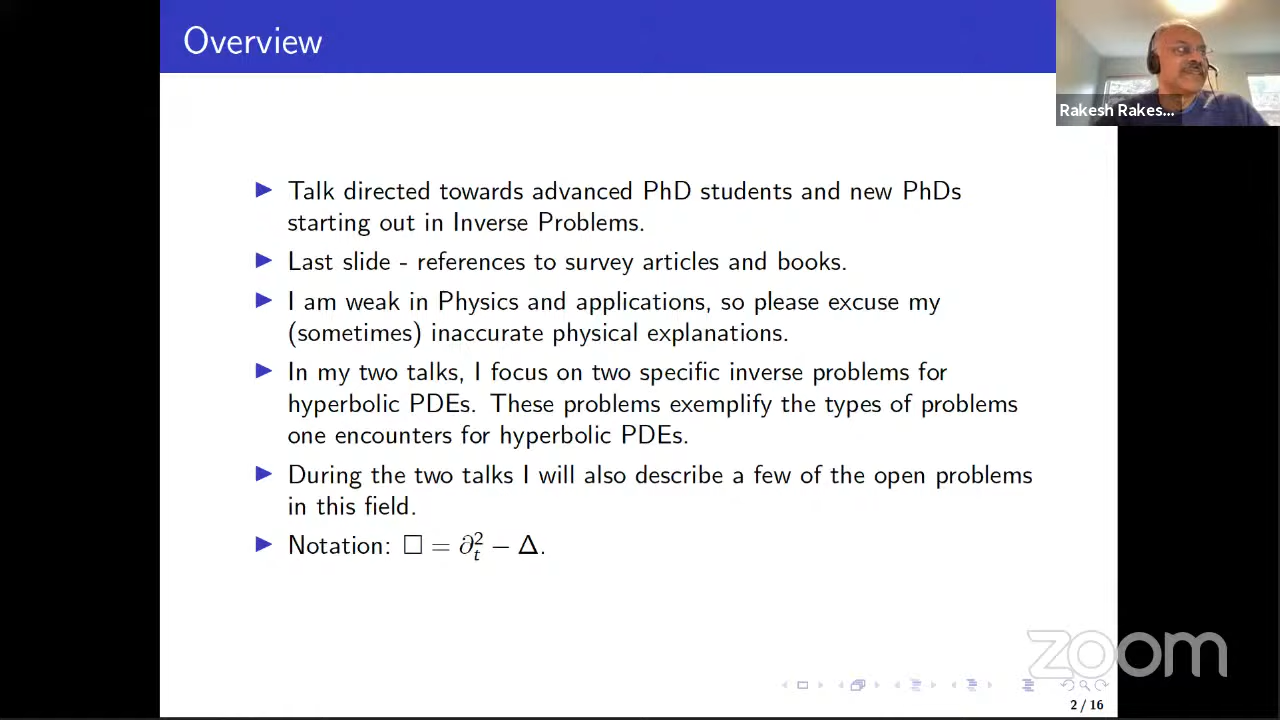 Overview
Rakesh Rakes...
▶ Talk directed towards advanced PhD students and new PhDs
starting out in Inverse Problems.
▶ Last slide - references to survey articles and books.
▶ I am weak in Physics and applications, so please excuse my
(sometimes) inaccurate physical explanations.
▶ In my two talks, I focus on two specific inverse problems for
hyperbolic PDEs. These problems exemplify the types of problems
one encounters for hyperbolic PDEs.
▶ During the two talks I will also describe a few of the open problems
in this field.
▶ Notation: □ = ∂²ₜ − Δ.
zoom
2 / 16